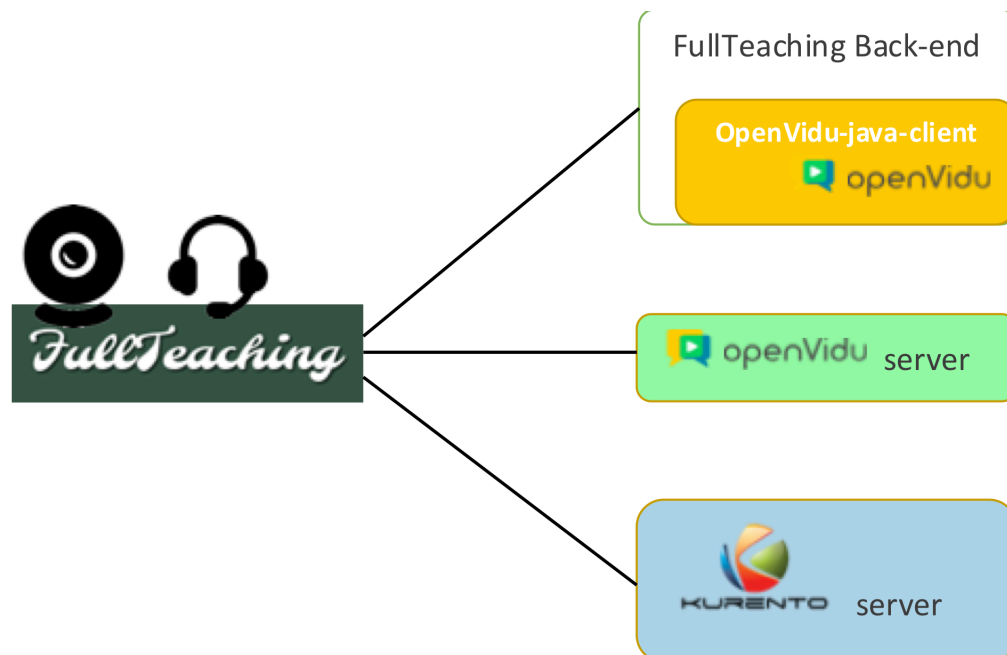 FullTeaching Back-end
OpenVidu-java-client
openVidu
FullTeaching
openVidu server
KURENTO
server